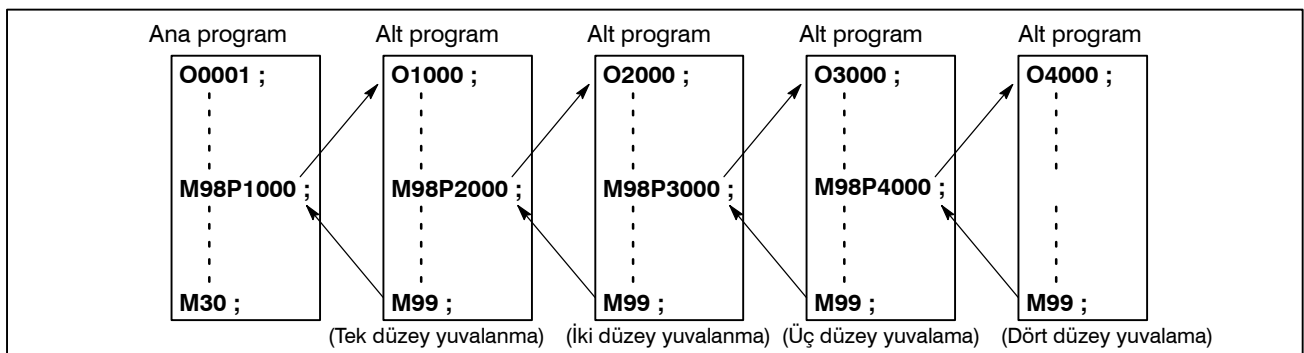 Ana program Alt program Alt program Alt program Alt program
O0001 ; O1000 ; O2000 ; O3000 ; O4000 ;
M98P1000 ; M98P2000 ; M98P3000 ; M98P4000 ;
M30 ; M99 ; M99 ; M99 ; M99 ;
(Tek düzey yuvalanma) (İki düzey yuvalanma) (Üç düzey yuvalama) (Dört düzey yuvalama)